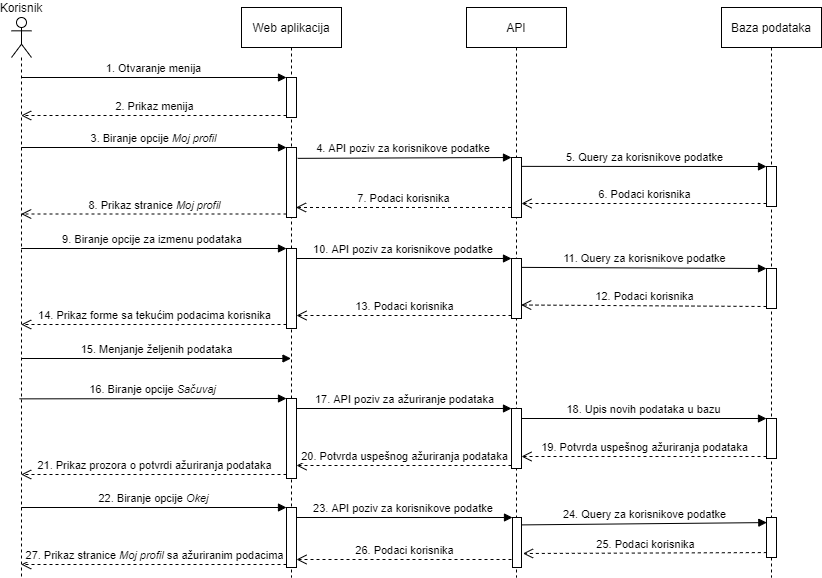 Korisnik
Web aplikacija
API
Baza podataka
1. Otvaranje menija
2. Prikaz menija
3. Biranje opcije Moj profil
4. API poziv za korisnikove podatke
5. Query za korisnikove podatke
6. Podaci korisnika
7. Podaci korisnika
8. Prikaz stranice Moj profil
9. Biranje opcije za izmenu podataka
10. API poziv za korisnikove podatke
11. Query za korisnikove podatke
12. Podaci korisnika
13. Podaci korisnika
14. Prikaz forme sa tekućim podacima korisnika
15. Menjanje željenih podataka
16. Biranje opcije Sačuvaj
17. API poziv za ažuriranje podataka
18. Upis novih podataka u bazu
19. Potvrda uspešnog ažuriranja podataka
20. Potvrda uspešnog ažuriranja podataka
21. Prikaz prozora o potvrdi ažuriranja podataka
22. Biranje opcije Okej
23. API poziv za korisnikove podatke
24. Query za korisnikove podatke
25. Podaci korisnika
26. Podaci korisnika
27. Prikaz stranice Moj profil sa ažuriranim podacima